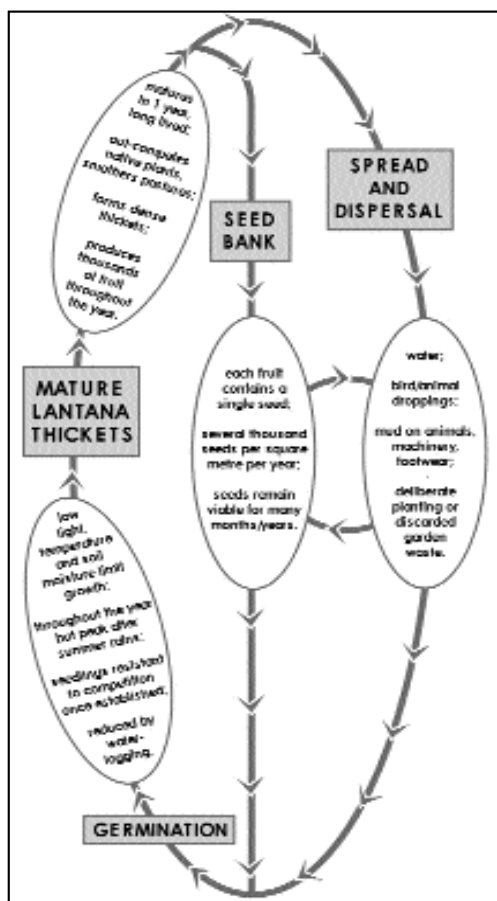 matures
in 1 year,
long lived;
out-competes
native plants,
smothers pastures;
forms dense
thickets;
produces
thousands
of fruit
throughout
the year.
SEED
BANK
SPREAD
AND
DISPERSAL
each fruit
contains a
single seed;
several thousand
seeds per square
metre per year;
seeds remain
viable for many
months/years.
water;
bird/animal
droppings;
mud on animals,
machinery,
footwear;
deliberate
planting or
discarded
garden
waste.
MATURE
LANTANA
THICKETS
low
light,
temperature
and soil
moisture limit
growth;
throughout the year
but peak after
summer rains;
seedlings resistant
to competition
once established;
reduced by
water-
logging.
GERMINATION